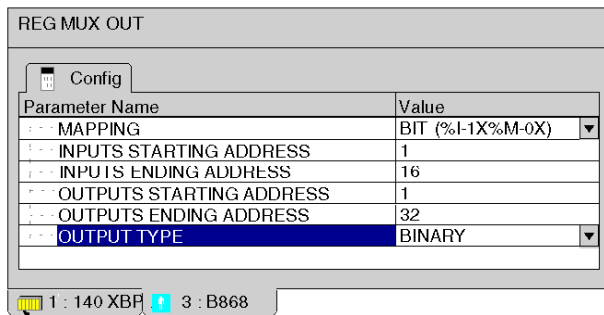 REG MUX OUT
Config
Parameter Name Value
MAPPING BIT (%I-1X%M-0X)
INPUTS STARTING ADDRESS 1
INPUTS ENDING ADDRESS 16
OUTPUTS STARTING ADDRESS 1
OUTPUTS ENDING ADDRESS 32
OUTPUT TYPE BINARY
1 : 140 XBP 3 : B868